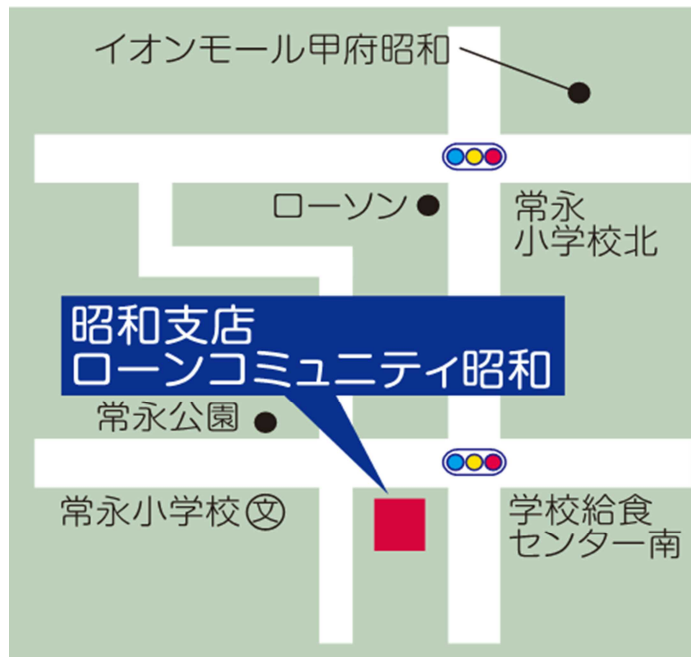 イオンモール甲府昭和
ローソン
常永
小学校北
昭和支店
ローンコミュニティ昭和
常永公園
常永小学校文
学校給食
センター南